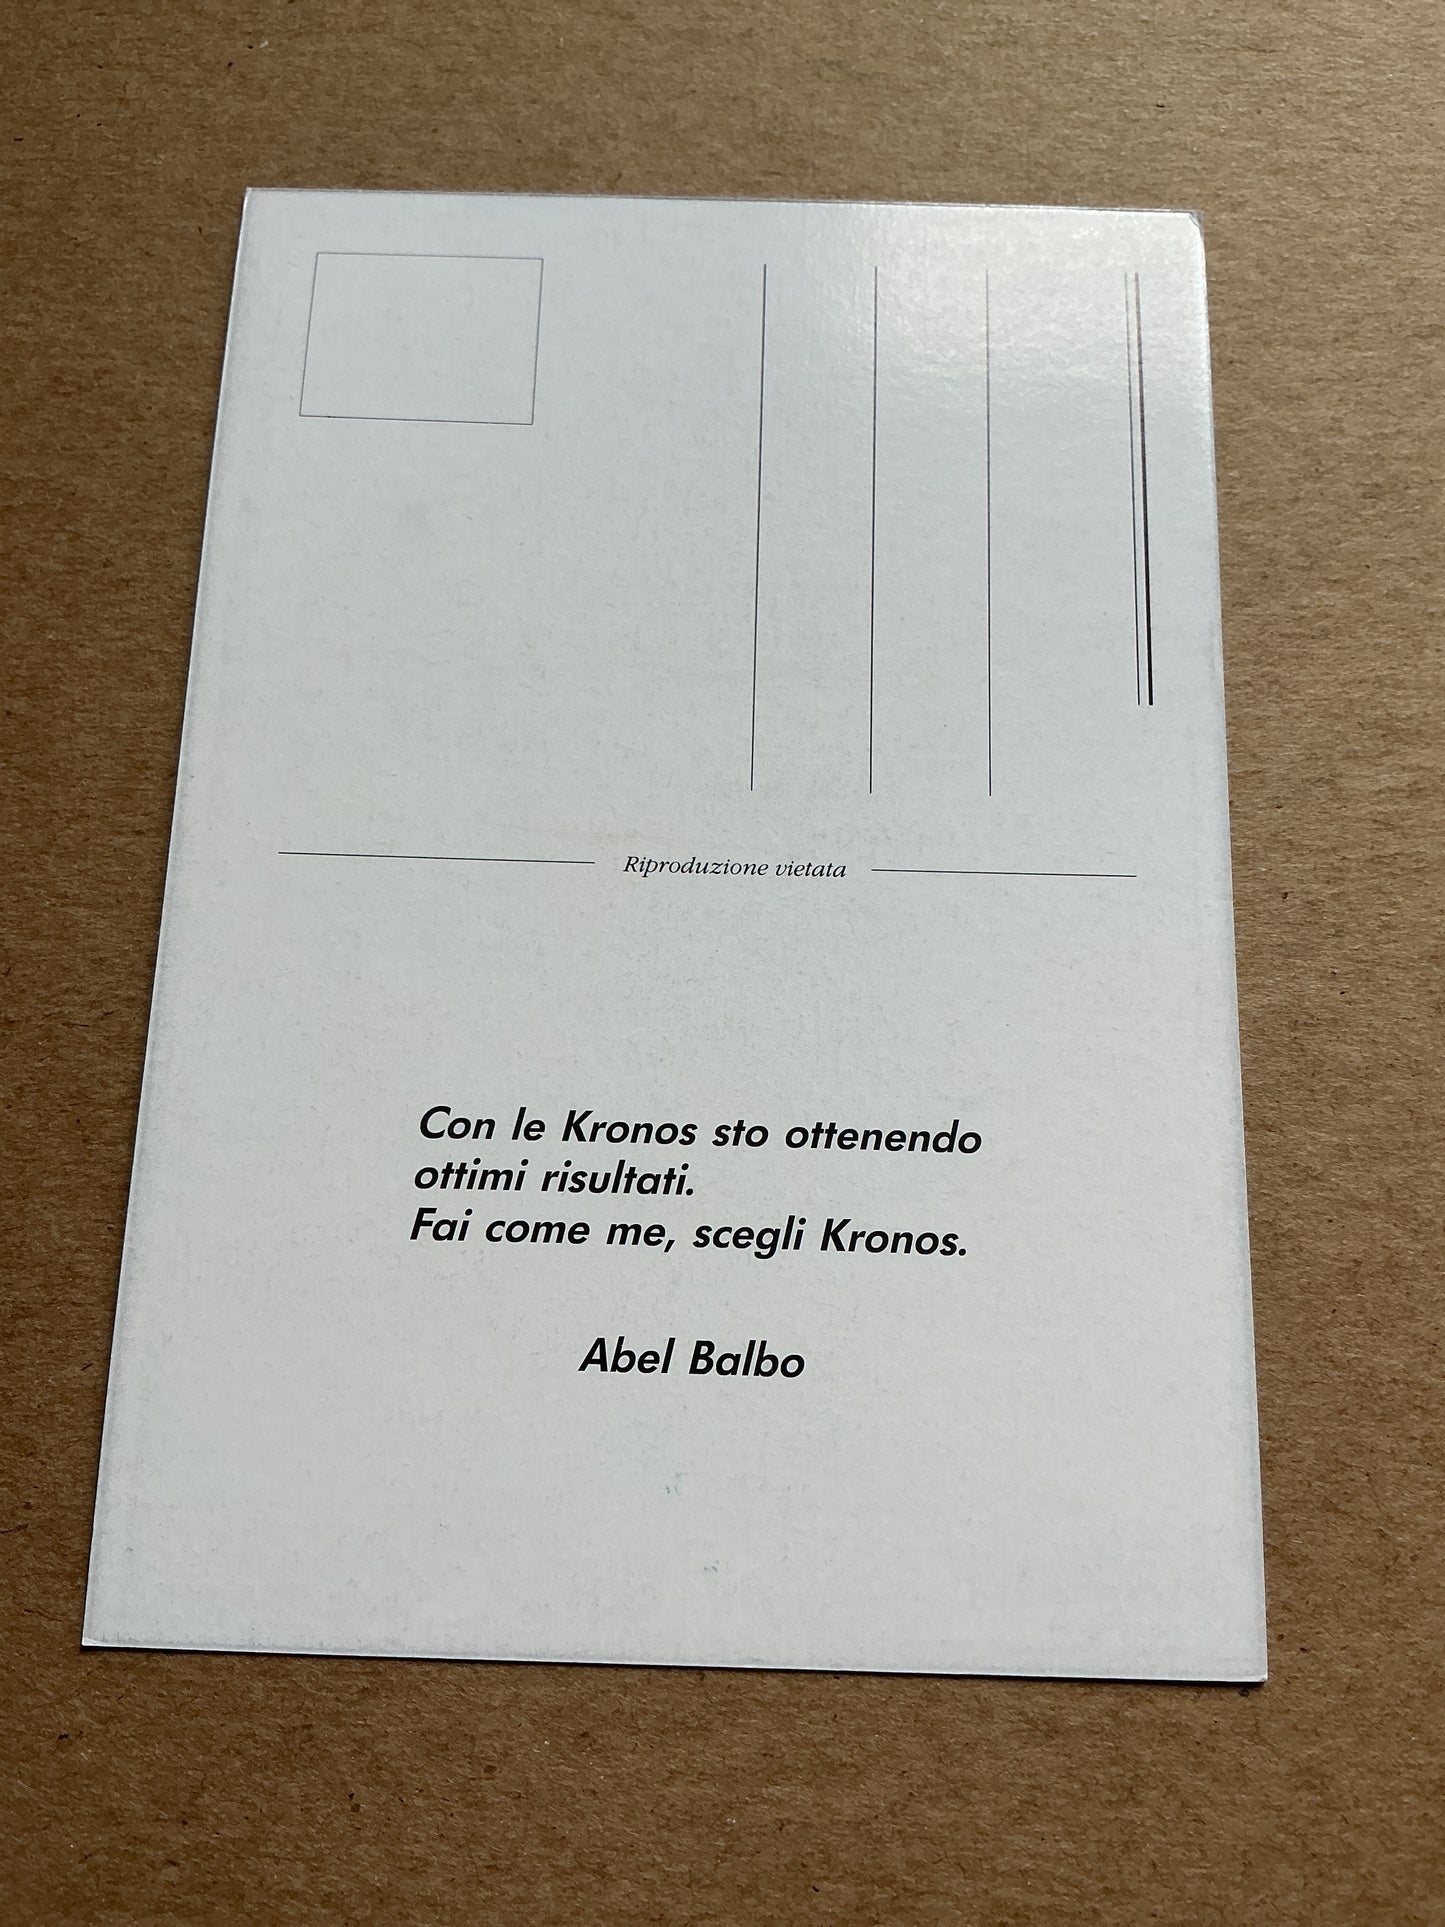 Riproduzione vietata
Con le Kronos sto ottenendo
ottimi risultati.
Fai come me, scegli Kronos.
Abel Balbo